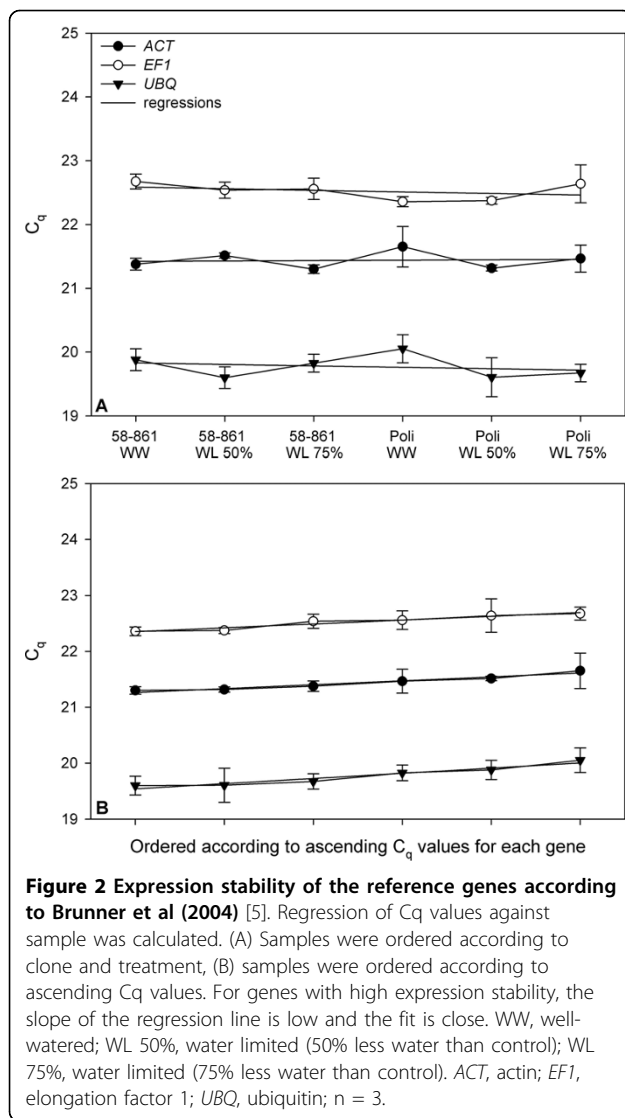 25
24
23
22
21
20
19
C_q
ACT
EF1
UBQ
regressions
A
58-861 WW
58-861 WL 50%
58-861 WL 75%
Poli WW
Poli WL 50%
Poli WL 75%
25
24
23
22
21
20
19
C_q
B
Ordered according to ascending C_q values for each gene
Figure 2 Expression stability of the reference genes according
to Brunner et al (2004) [5]. Regression of Cq values against
sample was calculated. (A) Samples were ordered according to
clone and treatment, (B) samples were ordered according to
ascending Cq values. For genes with high expression stability, the
slope of the regression line is low and the fit is close. WW, well-
watered; WL 50%, water limited (50% less water than control); WL
75%, water limited (75% less water than control). ACT, actin; EF1,
elongation factor 1; UBQ, ubiquitin; n = 3.